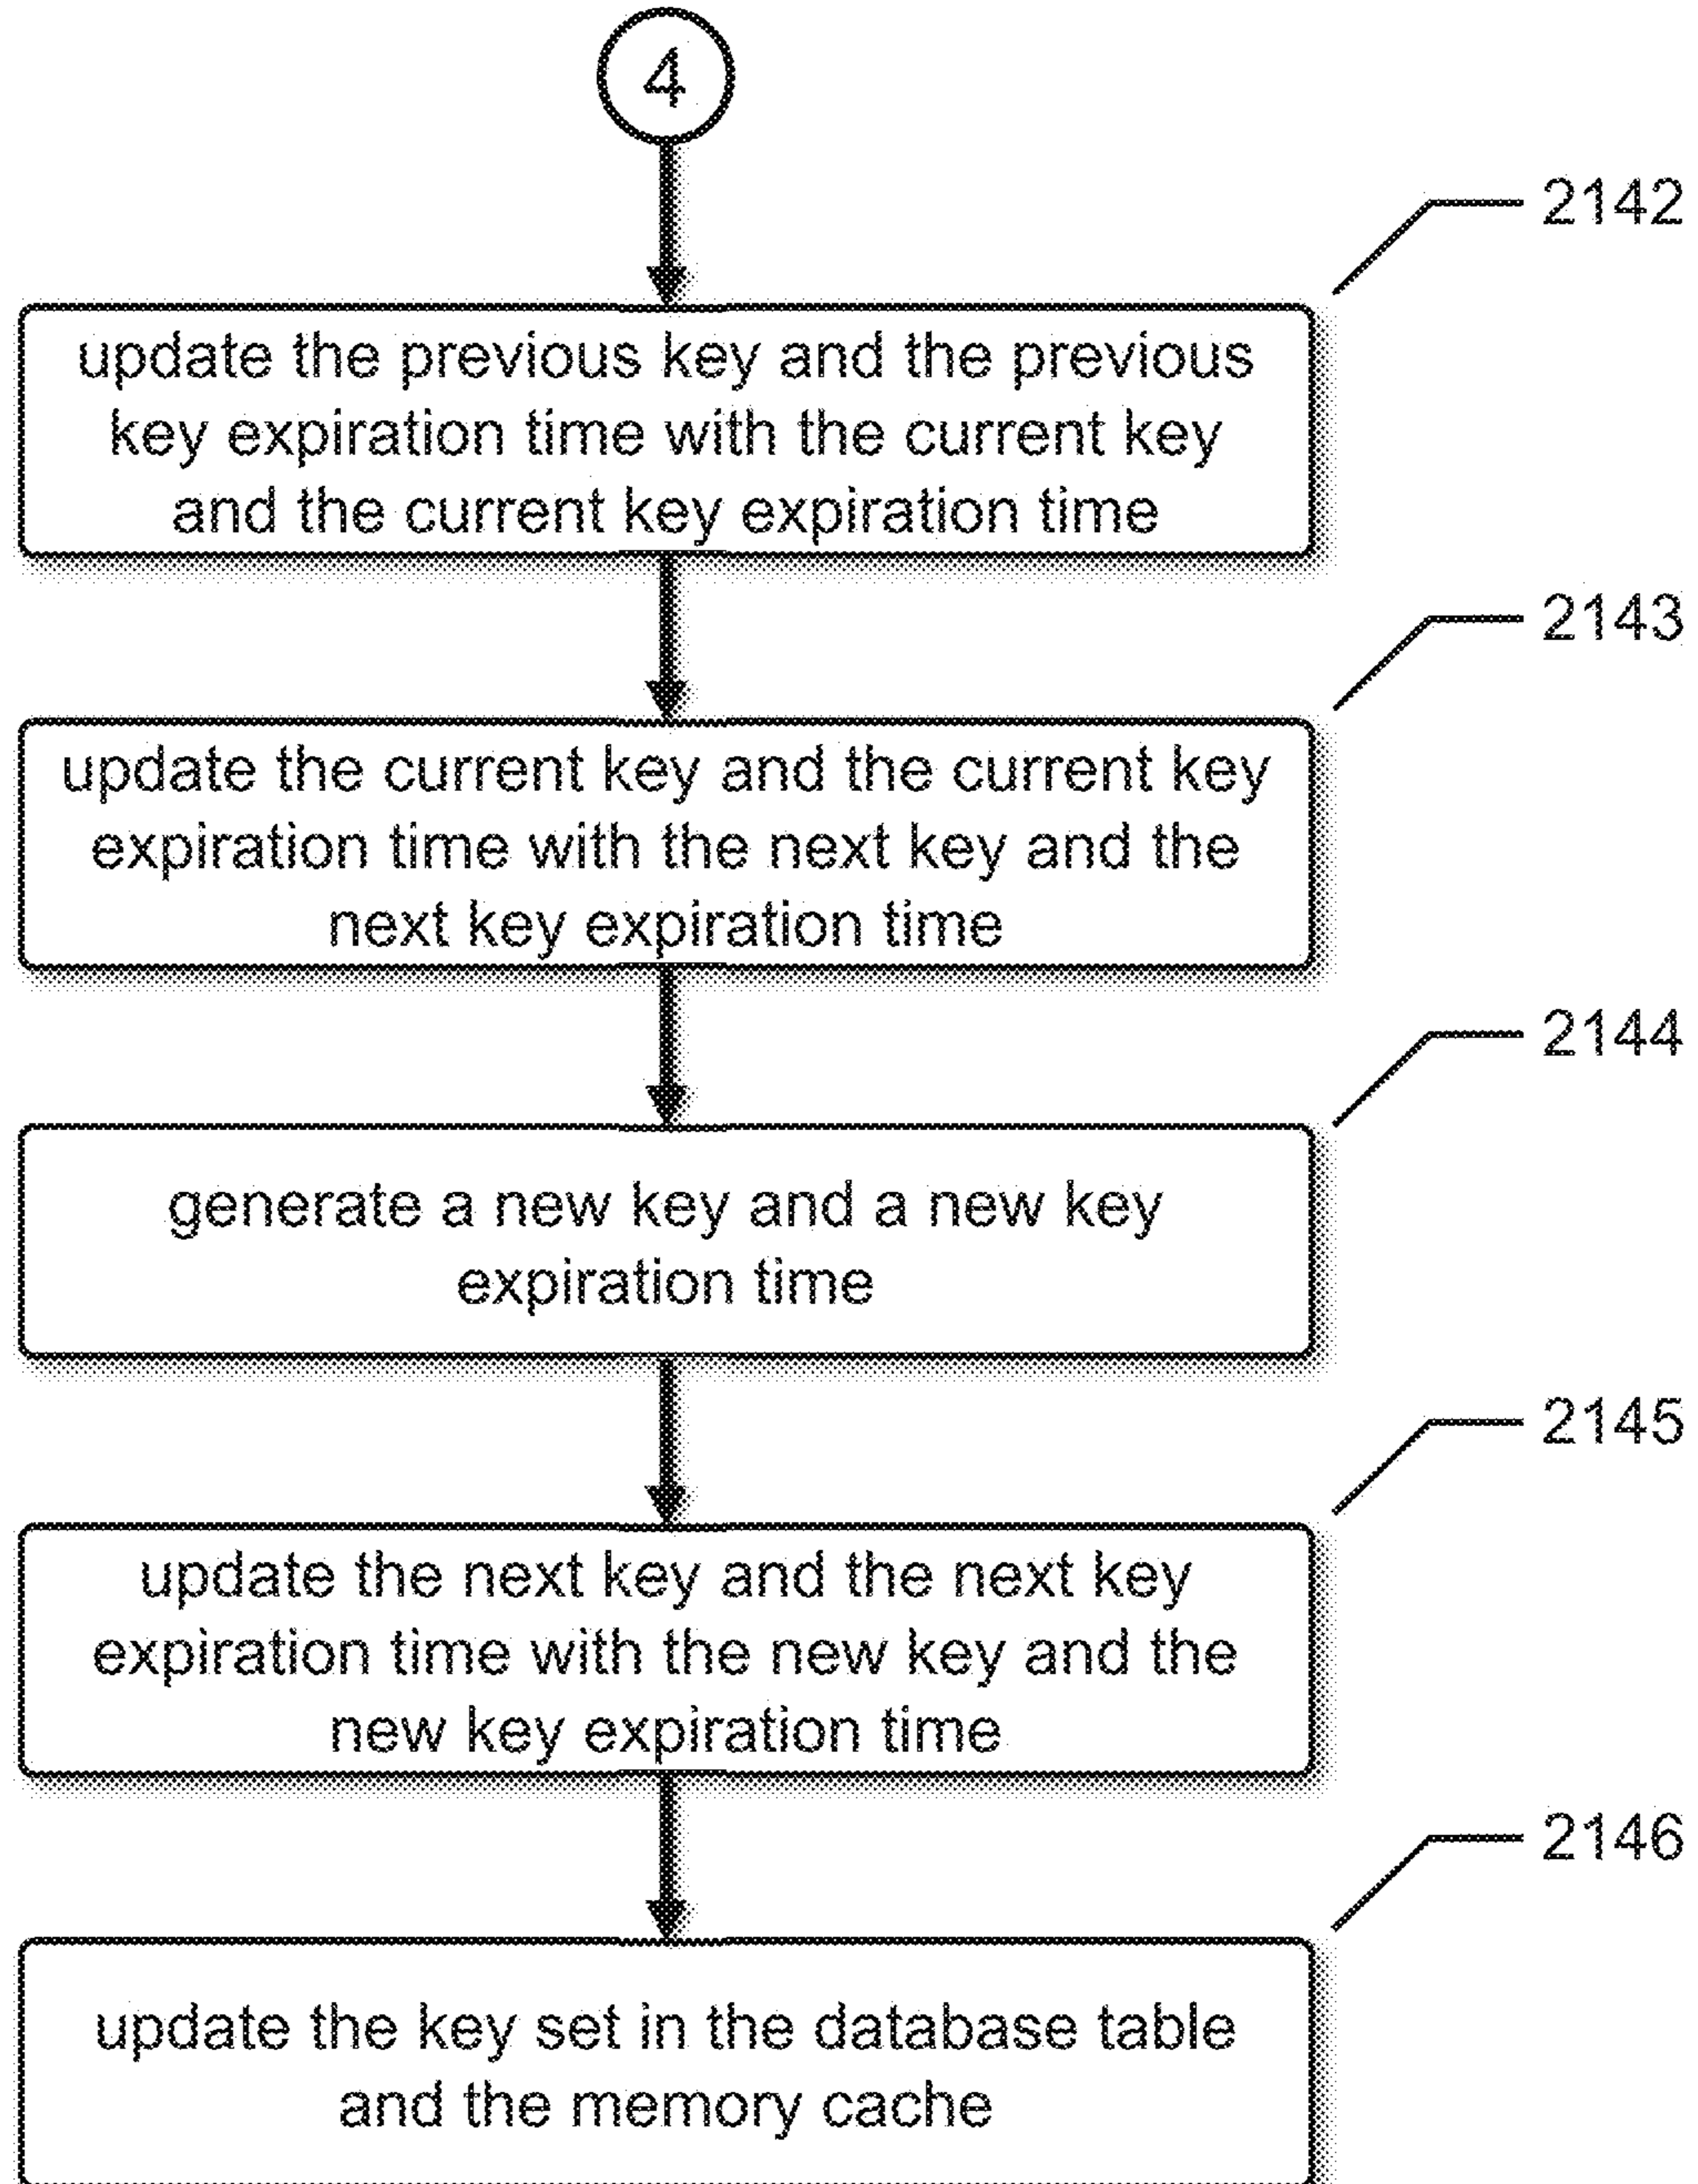 4
2142
update the previous key and the previous
key expiration time with the current key
and the current key expiration time
2143
update the current key and the current key
expiration time with the next key and the
next key expiration time
2144
generate a new key and a new key
expiration time
2145
update the next key and the next key
expiration time with the new key and the
new key expiration time
2146
update the key set in the database table
and the memory cache